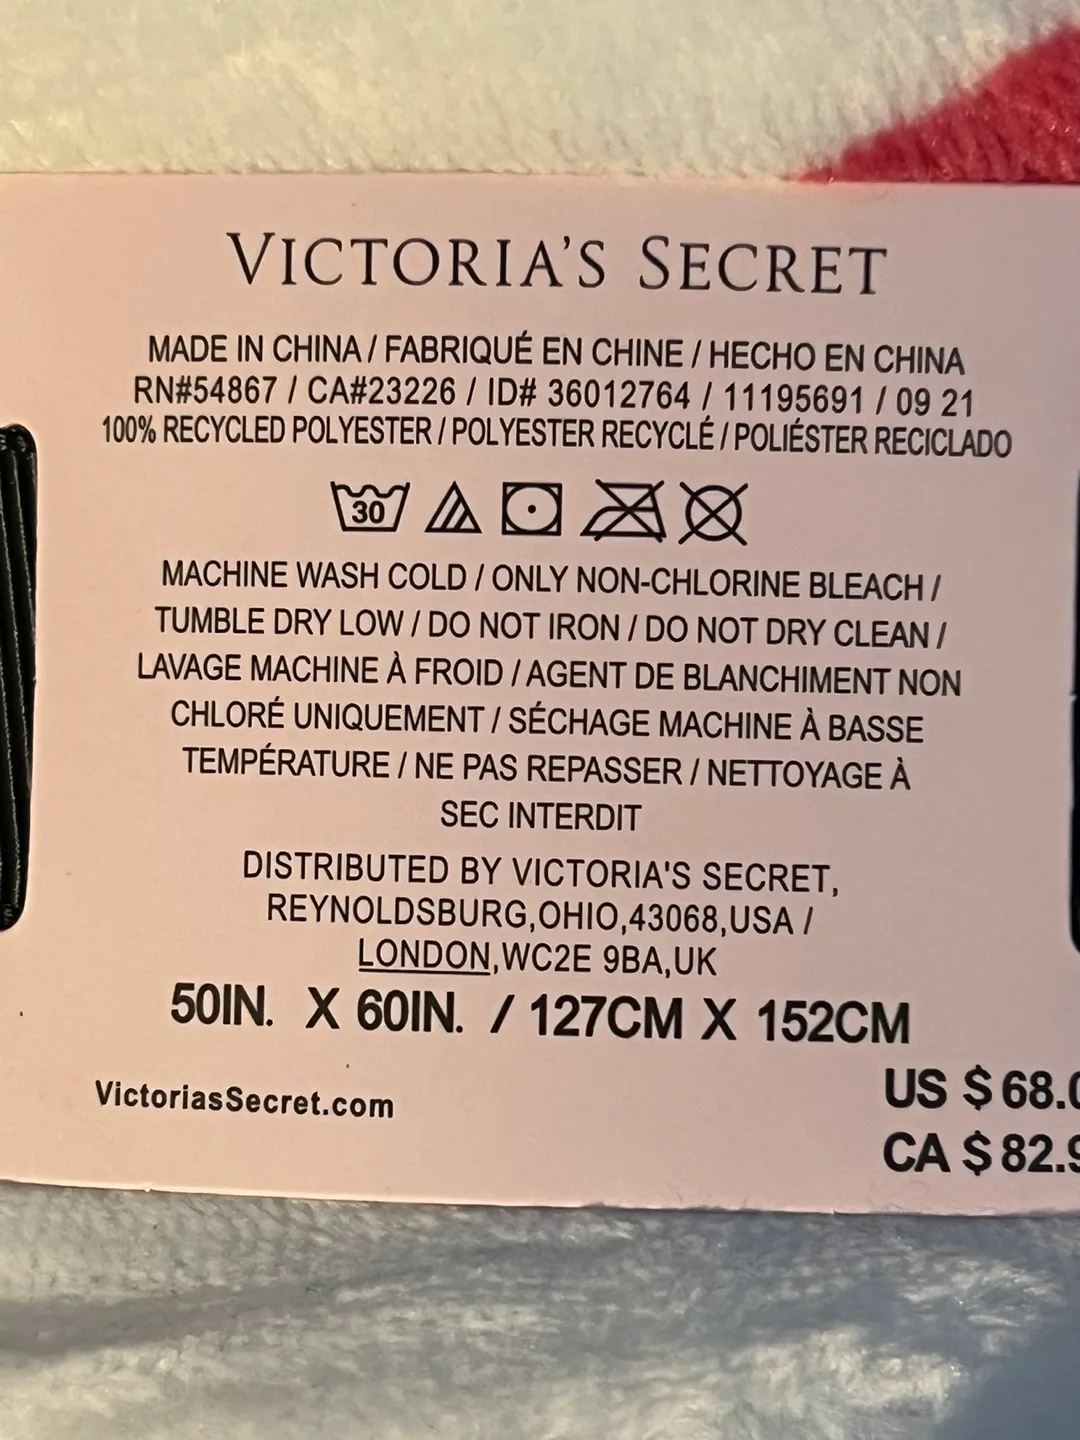 VICTORIA'S SECRET
MADE IN CHINA / FABRIQUÉ EN CHINE / HECHO EN CHINA
RN#54867 / CA#23226 / ID# 36012764 / 11195691 / 09 21
100% RECYCLED POLYESTER / POLYESTER RECYCLÉ / POLIÉSTER RECICLADO
30
MACHINE WASH COLD / ONLY NON-CHLORINE BLEACH /
TUMBLE DRY LOW / DO NOT IRON / DO NOT DRY CLEAN /
LAVAGE MACHINE À FROID / AGENT DE BLANCHIMENT NON
CHLORÉ UNIQUEMENT / SÉCHAGE MACHINE À BASSE
TEMPÉRATURE / NE PAS REPASSER / NETTOYAGE À
SEC INTERDIT
DISTRIBUTED BY VICTORIA'S SECRET,
REYNOLDSBURG,OHIO,43068,USA /
LONDON,WC2E 9BA,UK
50IN. X 60IN. / 127CM X 152CM
VictoriasSecret.com
US $68.0
CA $82.9